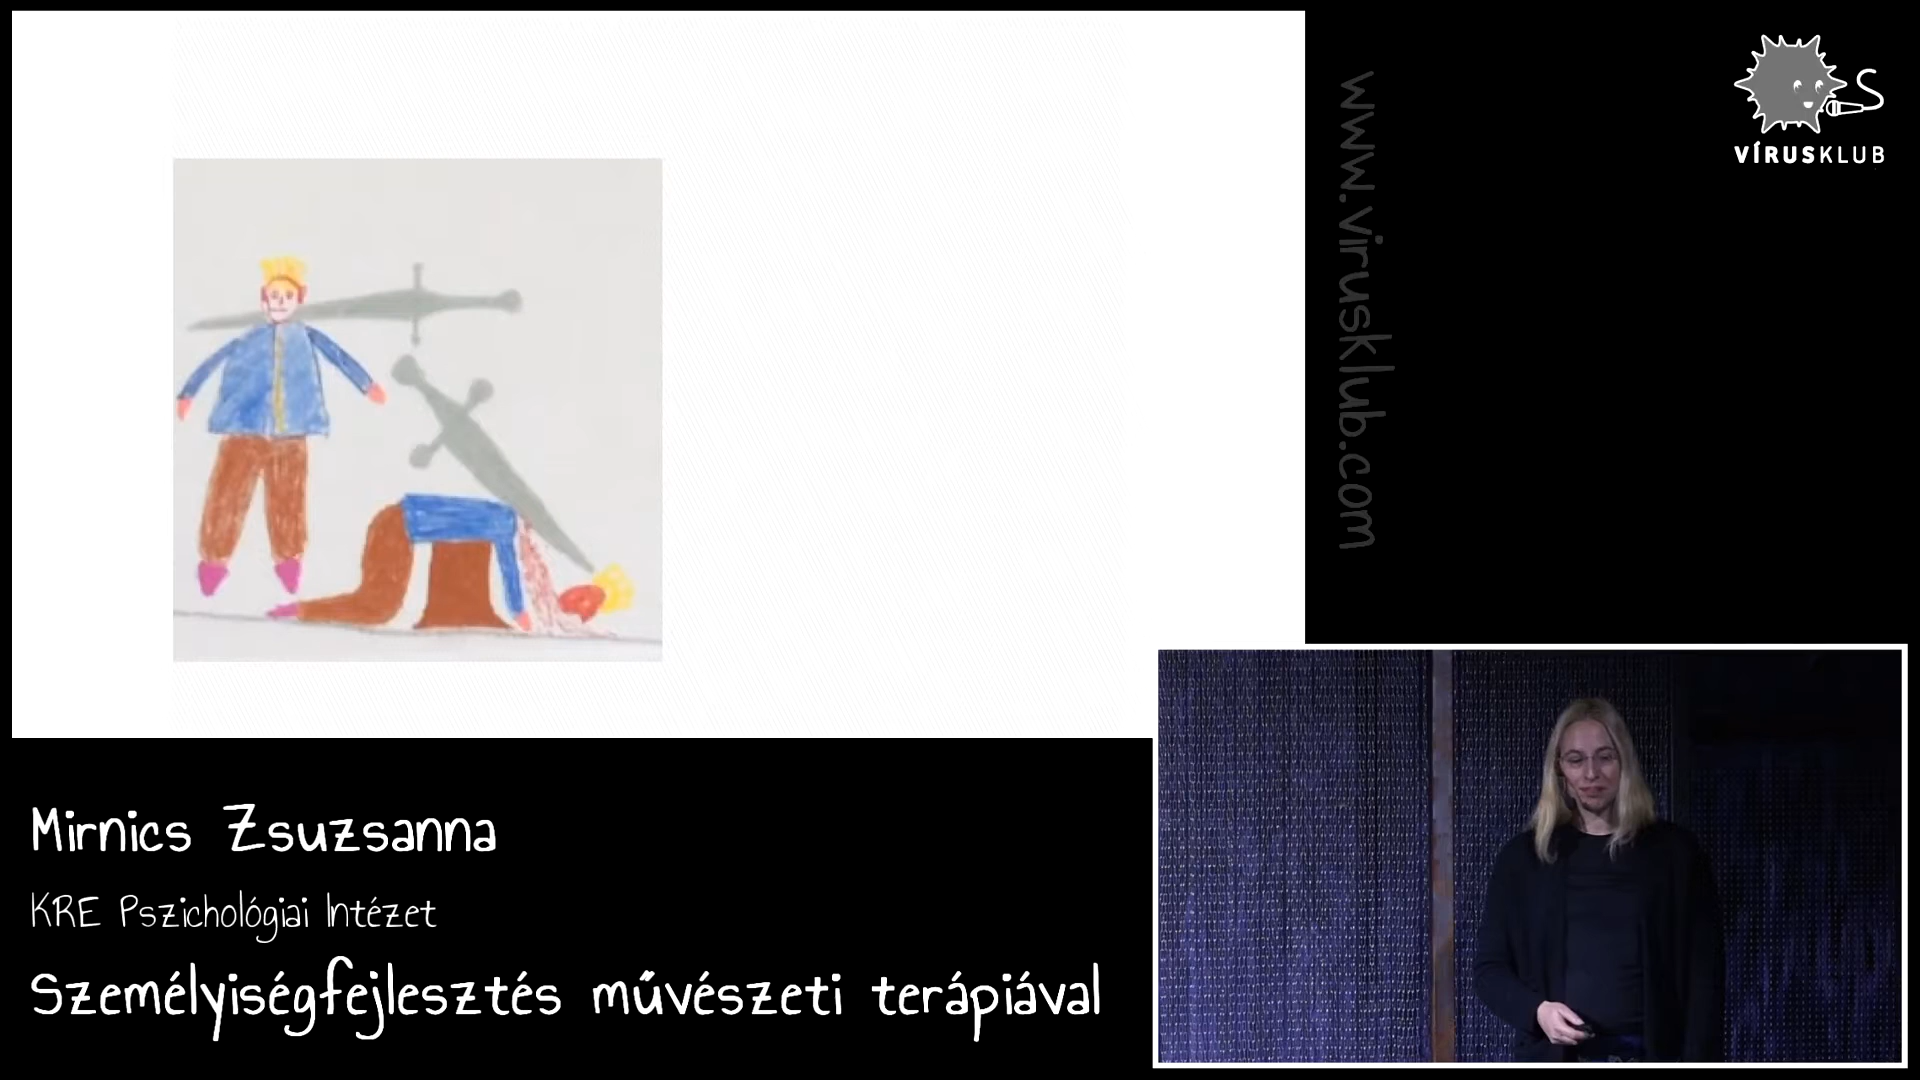 www.virusklub.com
VÍRUSKLUB
Mirnics Zsuzsanna
KRE Pszichológiai Intézet
Személyiségfejlesztés művészeti terápiával